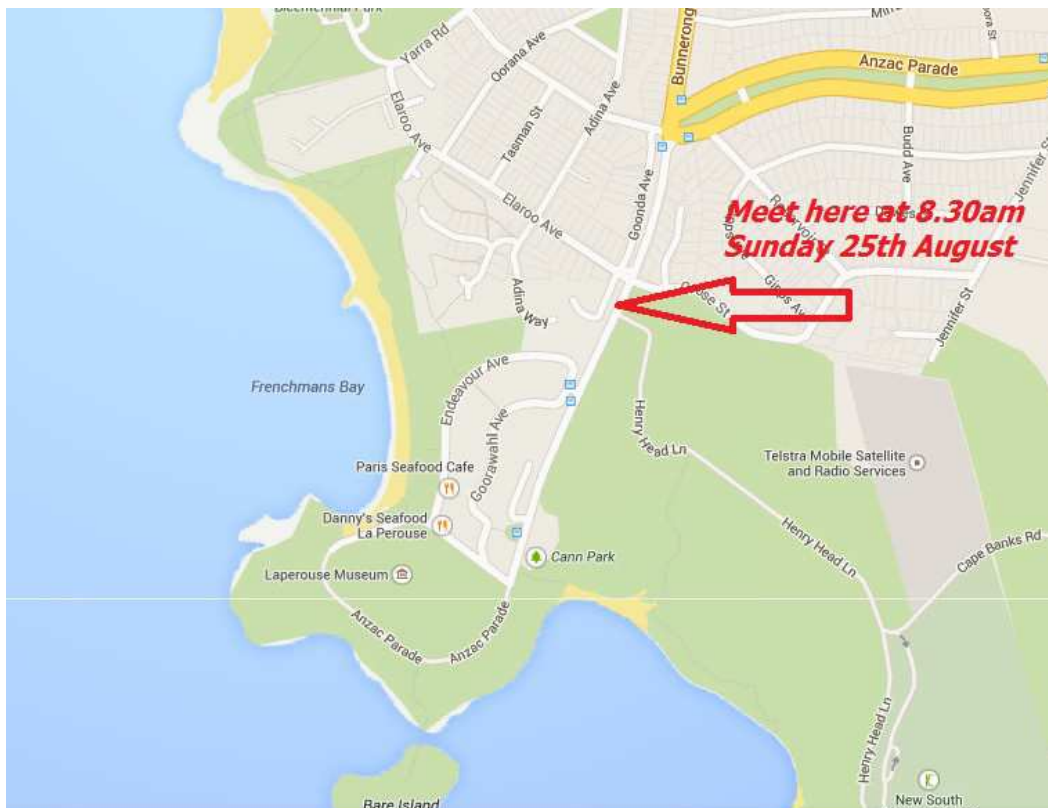 Bicentennial Park
Yarra Rd
Oorana Ave
Elaroo Ave
Tasman St
Adina Ave
Bunnerong
Anzac Parade
Budd Ave
Jennifer St
Elaroo Ave
Goonda Ave
Meet here at 8.30am
Sunday 25th August
Gipps Ave
Adina Way
Jennifer St
Endeavour Ave
Frenchmans Bay
Goorawahl Ave
Henry Head Ln
Paris Seafood Cafe
Telstra Mobile Satellite
and Radio Services
Danny's Seafood
La Perouse
Henry Head Ln
Cape Banks Rd
Cann Park
Laperouse Museum
Anzac Parade
Anzac Parade
Henry Head Ln
Bare Island
New South